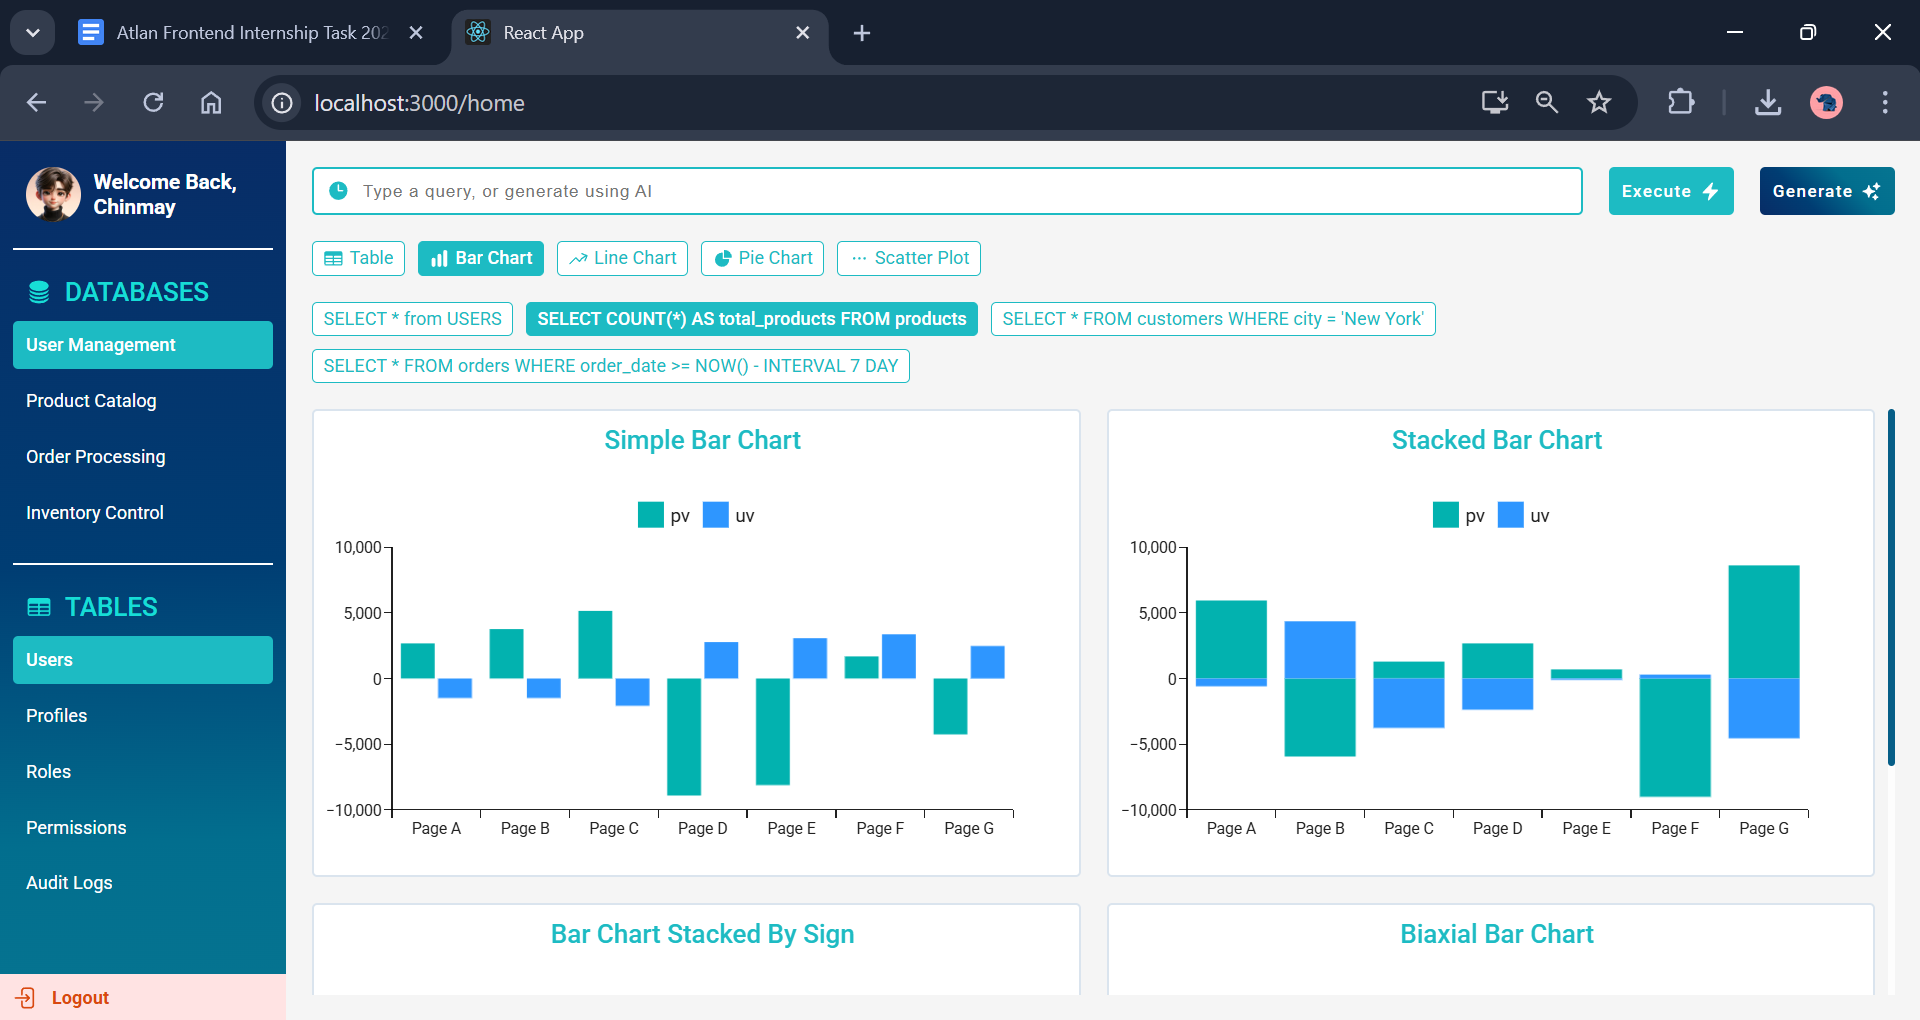 Atlan Frontend Internship Task 202
React App
localhost:3000/home
Welcome Back,
Chinmay
DATABASES
User Management
Product Catalog
Order Processing
Inventory Control
TABLES
Users
Profiles
Roles
Permissions
Audit Logs
Logout
Type a query, or generate using AI
Execute
Generate
Table
Bar Chart
Line Chart
Pie Chart
Scatter Plot
SELECT * from USERS
SELECT COUNT(*) AS total_products FROM products
SELECT * FROM customers WHERE city = 'New York'
SELECT * FROM orders WHERE order_date >= NOW() - INTERVAL 7 DAY
Simple Bar Chart
pv uv
10,000
5,000
0
−5,000
−10,000
Page A Page B Page C Page D Page E Page F Page G
Stacked Bar Chart
pv uv
10,000
5,000
0
−5,000
−10,000
Page A Page B Page C Page D Page E Page F Page G
Bar Chart Stacked By Sign
Biaxial Bar Chart